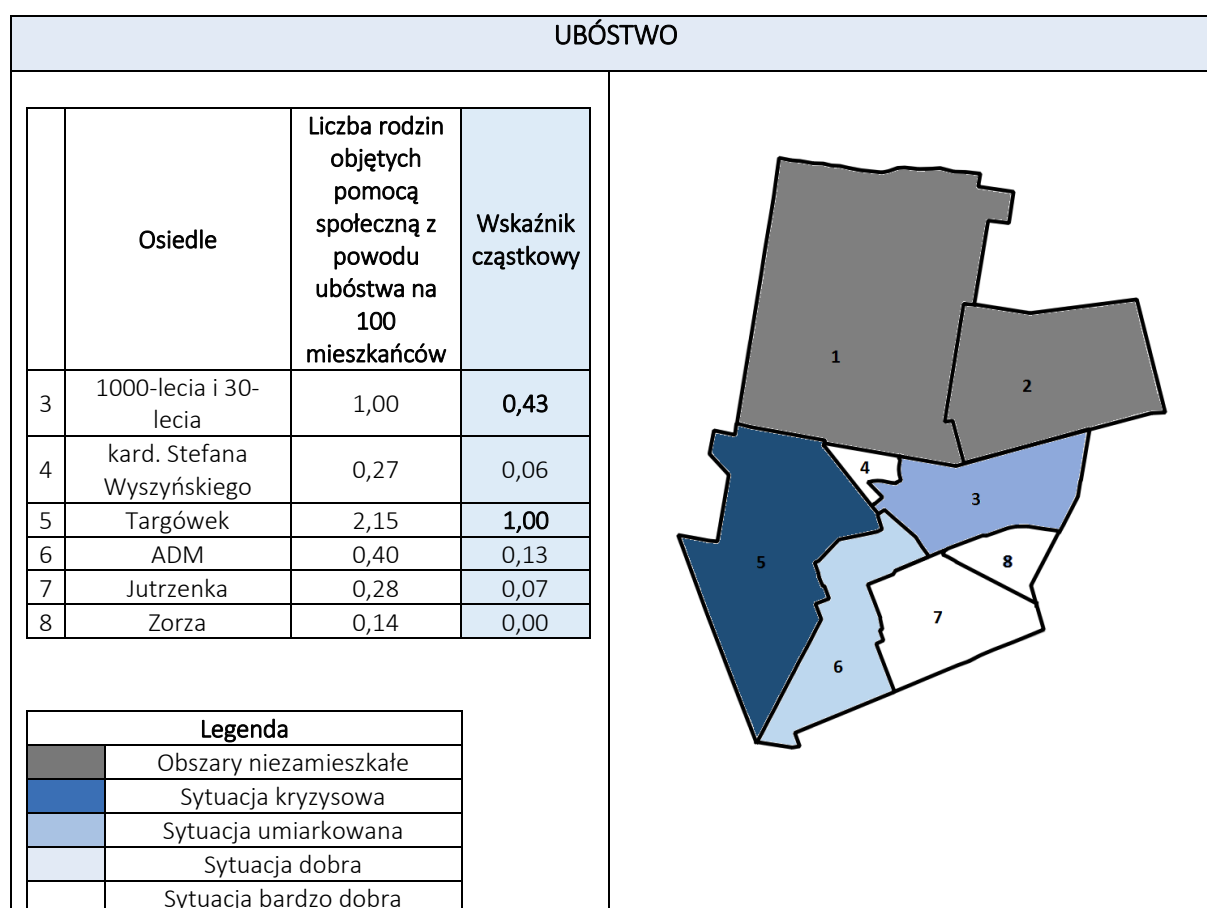 UBÓSTWO
Osiedle
Liczba rodzin
objętych
pomocą
społeczną z
powodu
ubóstwa na
100
mieszkańców
Wskaźnik
cząstkowy
3 1000-lecia i 30-
lecia 1,00 0,43
4 kard. Stefana
Wyszyńskiego 0,27 0,06
5 Targówek 2,15 1,00
6 ADM 0,40 0,13
7 Jutrzenka 0,28 0,07
8 Zorza 0,14 0,00
Legenda
Obszary niezamieszkałe
Sytuacja kryzysowa
Sytuacja umiarkowana
Sytuacja dobra
Sytuacja bardzo dobra
1
2
4
3
5
8
7
6